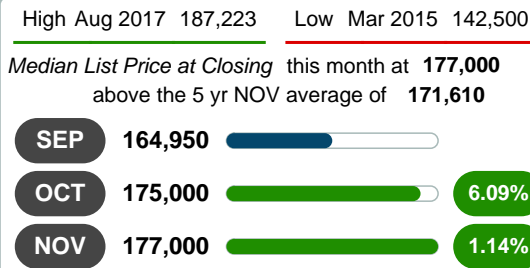 High Aug 2017 187,223 Low Mar 2015 142,500
Median List Price at Closing this month at 177,000
above the 5 yr NOV average of 171,610
SEP 164,950
OCT 175,000 6.09%
NOV 177,000 1.14%